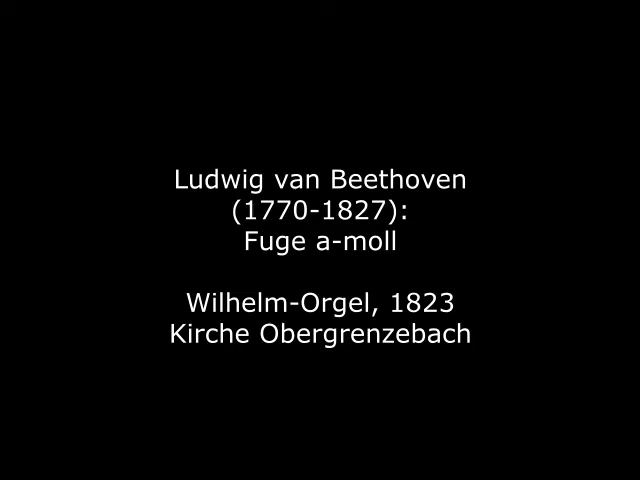 Ludwig van Beethoven
(1770-1827):
Fuge a-moll
Wilhelm-Orgel, 1823
Kirche Obergrenzebach